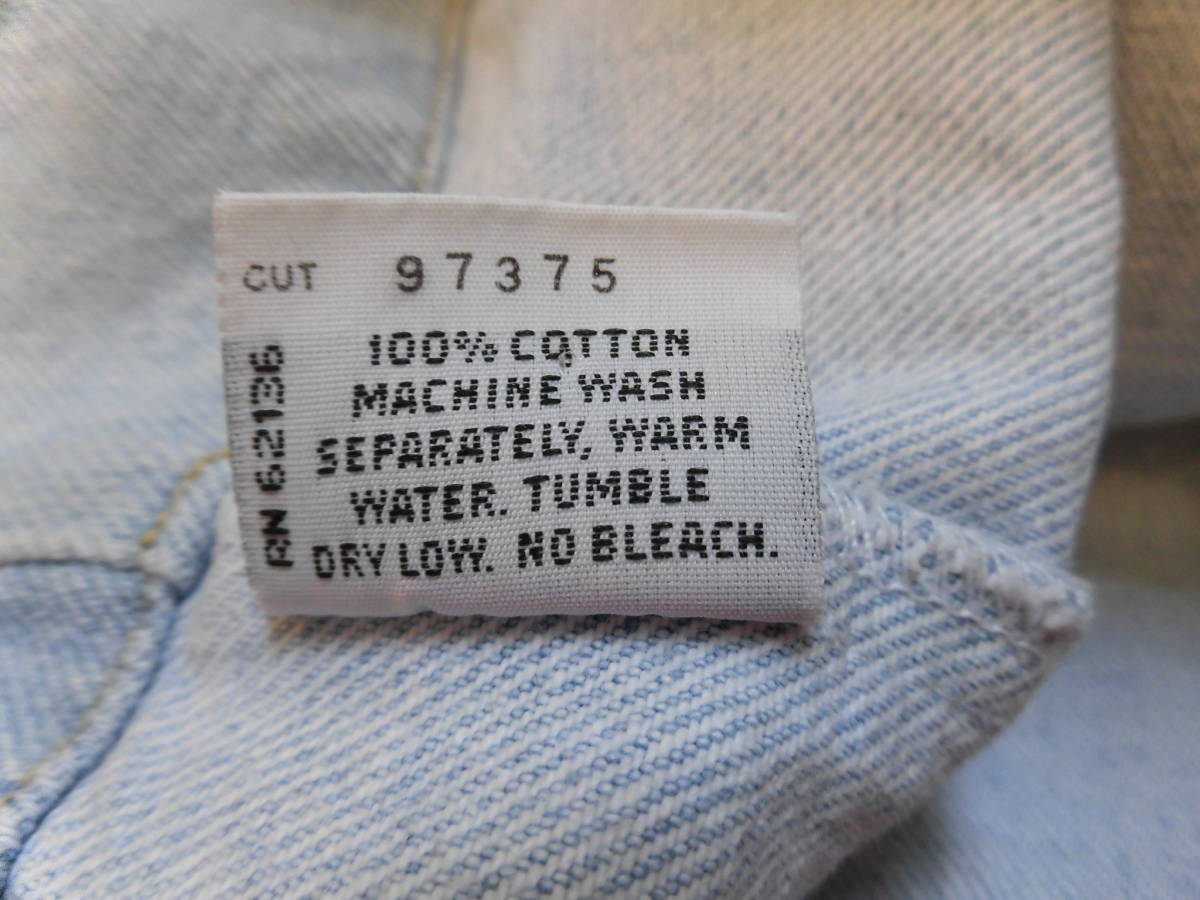 CUT 97375
100% COTTON
MACHINE WASH
SEPARATELY, WARM
WATER. TUMBLE
DRY LOW. NO BLEACH.
RN 62136